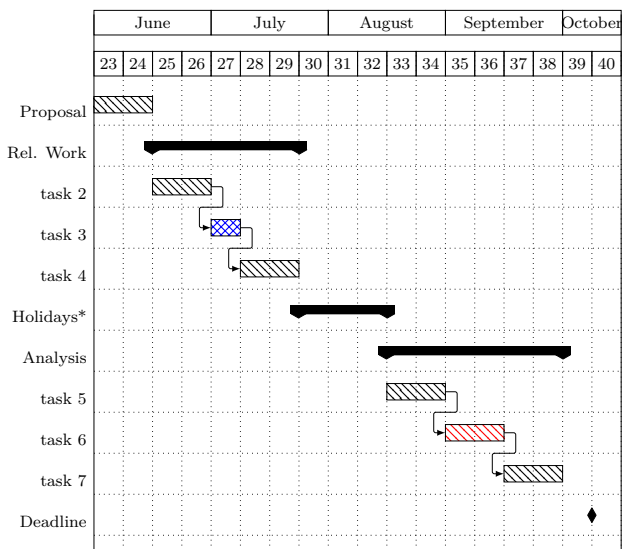 June July August September October
23 24 25 26 27 28 29 30 31 32 33 34 35 36 37 38 39 40
Proposal
Rel. Work
task 2
task 3
task 4
Holidays*
Analysis
task 5
task 6
task 7
Deadline